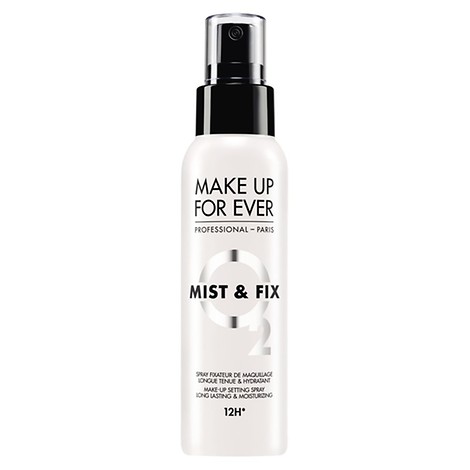 MAKE UP
FOR EVER
PROFESSIONAL – PARIS
O2
MIST & FIX
SPRAY FIXATEUR DE MAQUILLAGE
LONGUE TENUE & HYDRATANT
MAKE-UP SETTING SPRAY
LONG LASTING & MOISTURIZING
12H*